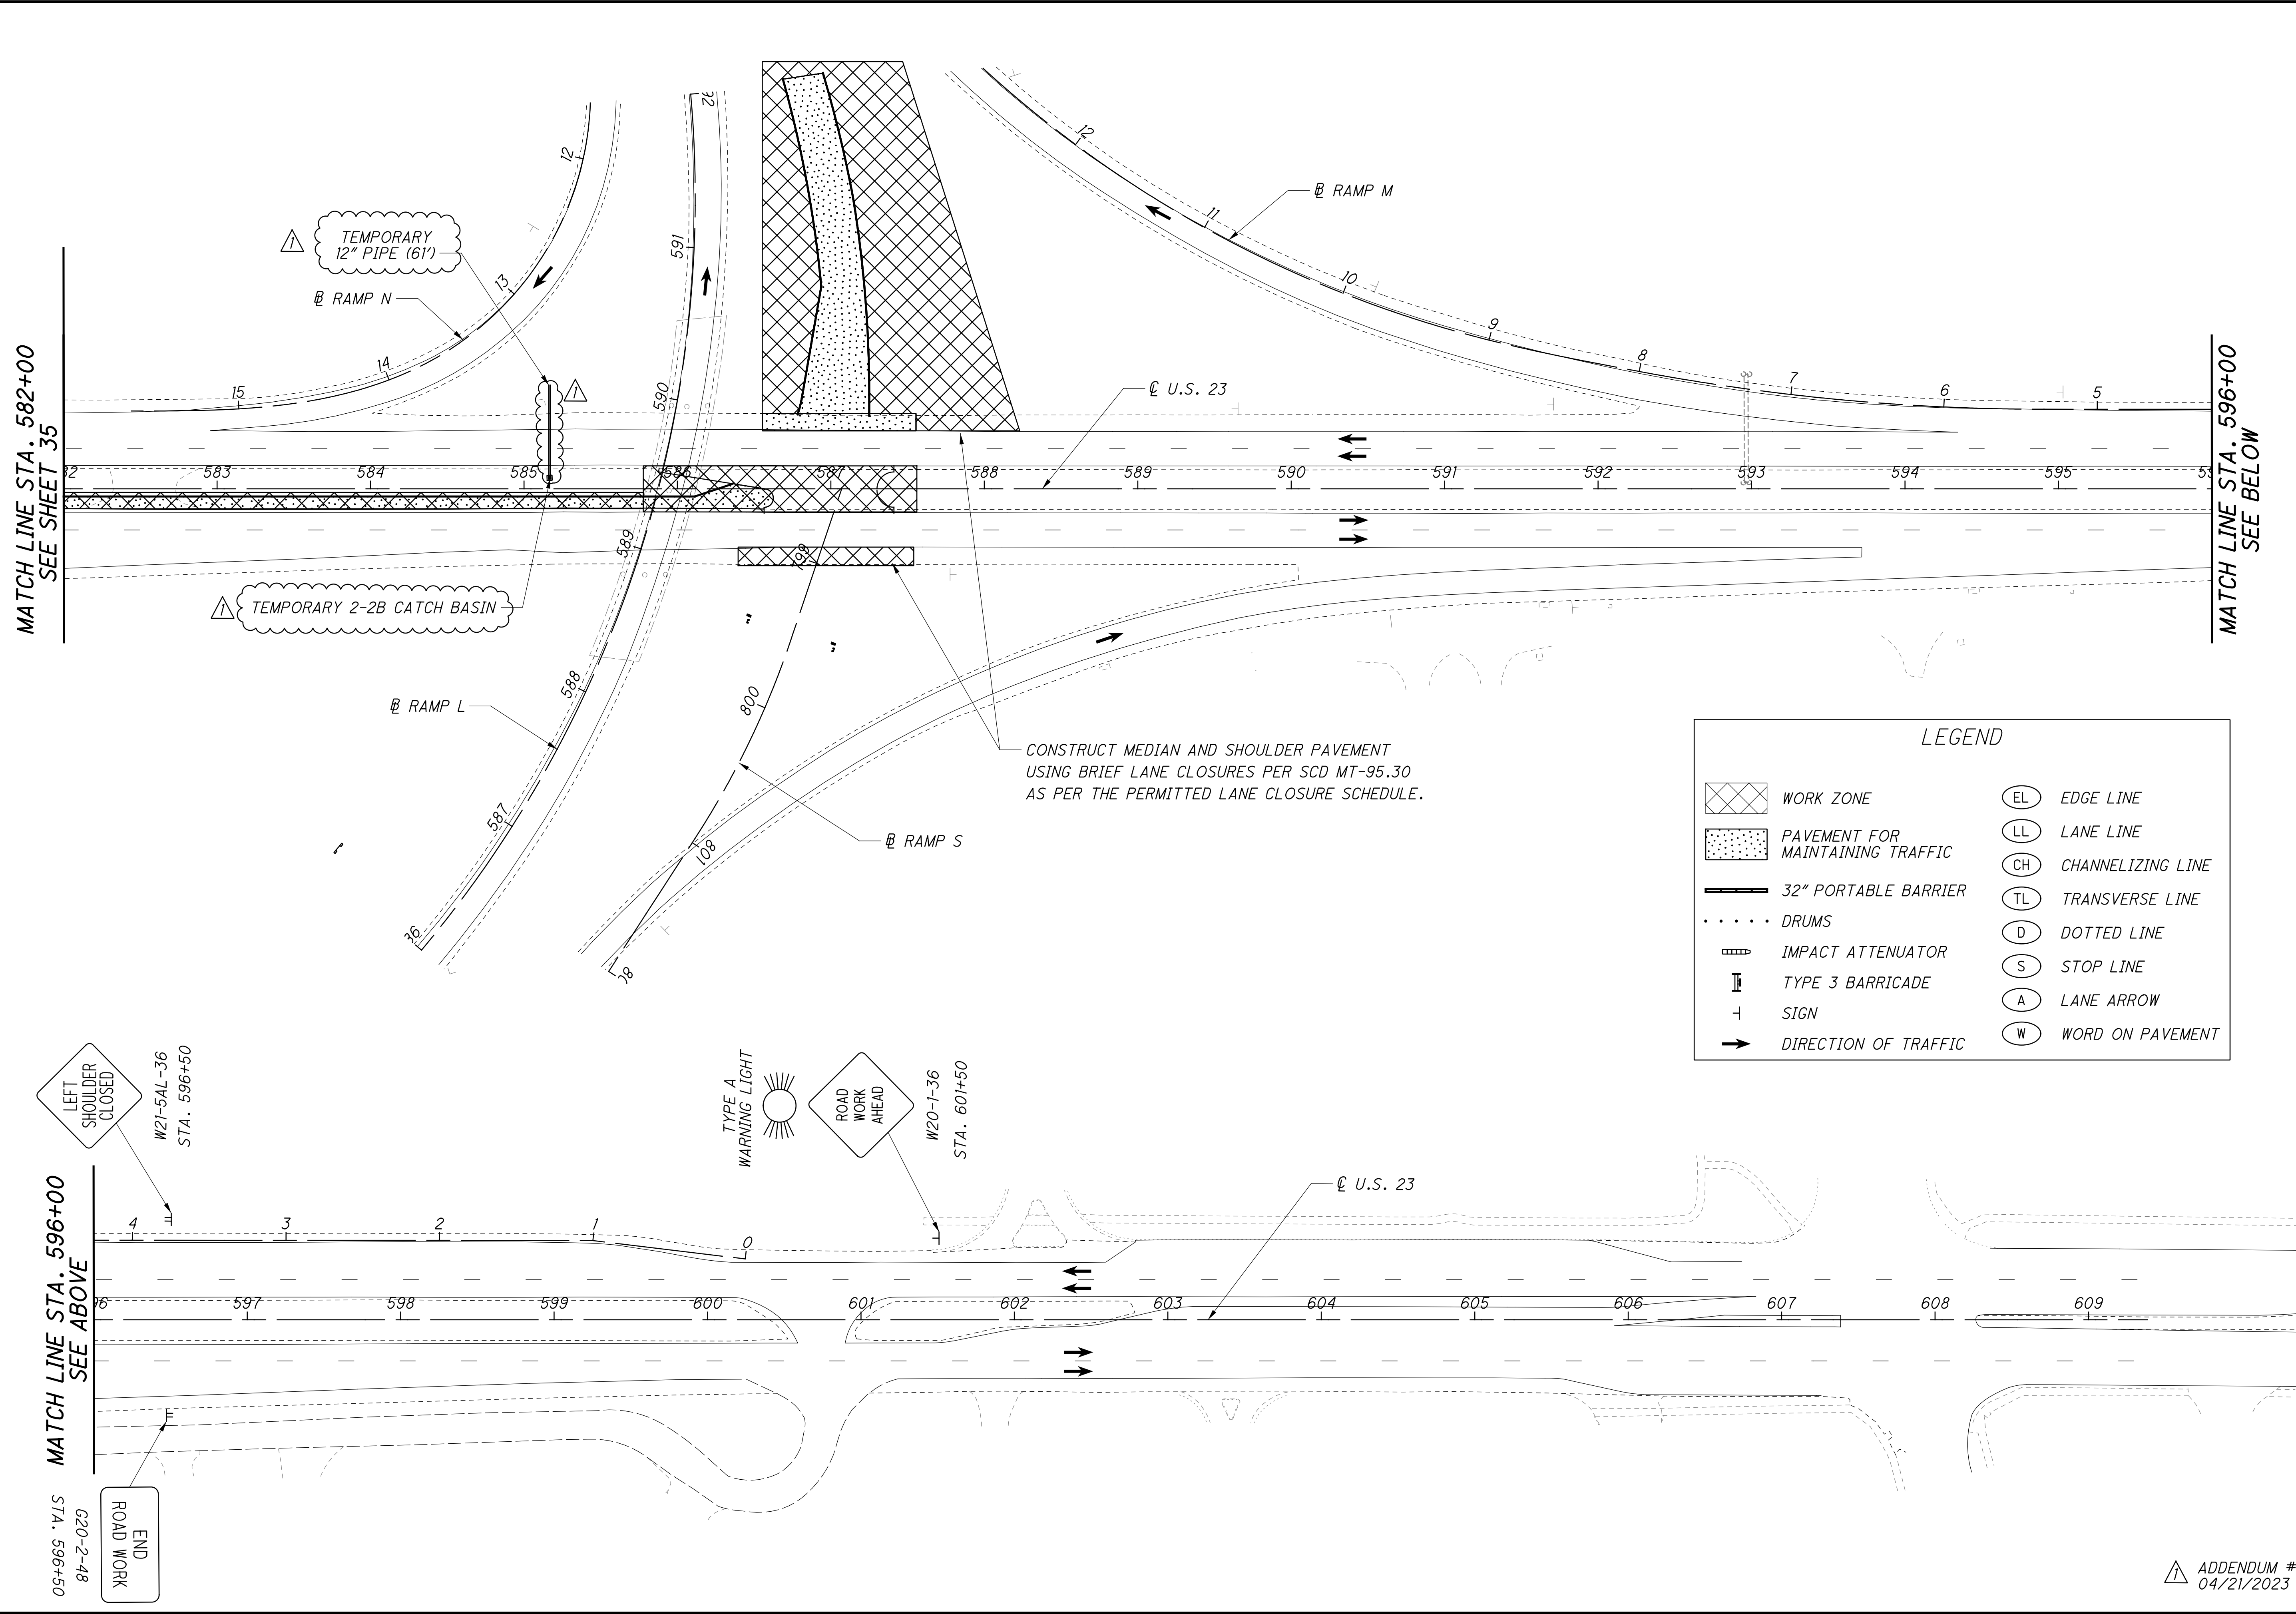 TEMPORARY
12" PIPE (61')
1
℄ RAMP N
12
13
14
15
1
92
591
590
589
588
587
℄ U.S. 23
B̲L RAMP M
12
11
10
9
8
7
6
5
MATCH LINE STA. 582+00
SEE SHEET 35
583
584
585
586
587
588
589
590
591
592
593
594
595
MATCH LINE STA. 596+00
SEE BELOW
1
TEMPORARY 2-2B CATCH BASIN
BL RAMP L
799
800
801
BL RAMP S
CONSTRUCT MEDIAN AND SHOULDER PAVEMENT
USING BRIEF LANE CLOSURES PER SCD MT-95.30
AS PER THE PERMITTED LANE CLOSURE SCHEDULE.
LEGEND
WORK ZONE
PAVEMENT FOR
MAINTAINING TRAFFIC
32" PORTABLE BARRIER
DRUMS
IMPACT ATTENUATOR
TYPE 3 BARRICADE
SIGN
DIRECTION OF TRAFFIC
EL EDGE LINE
LL LANE LINE
CH CHANNELIZING LINE
TL TRANSVERSE LINE
D DOTTED LINE
S STOP LINE
A LANE ARROW
W WORD ON PAVEMENT
LEFT
SHOULDER
CLOSED
W21-5AL-36
STA. 596+50
TYPE A
WARNING LIGHT
ROAD
WORK
AHEAD
W20-1-36
STA. 601+50
℄ U.S. 23
MATCH LINE STA. 596+00
SEE ABOVE
4
3
2
1
0
597
598
599
600
601
602
603
604
605
606
607
608
609
END
ROAD WORK
G20-2-48
STA. 596+50
1
ADDENDUM #
04/21/2023